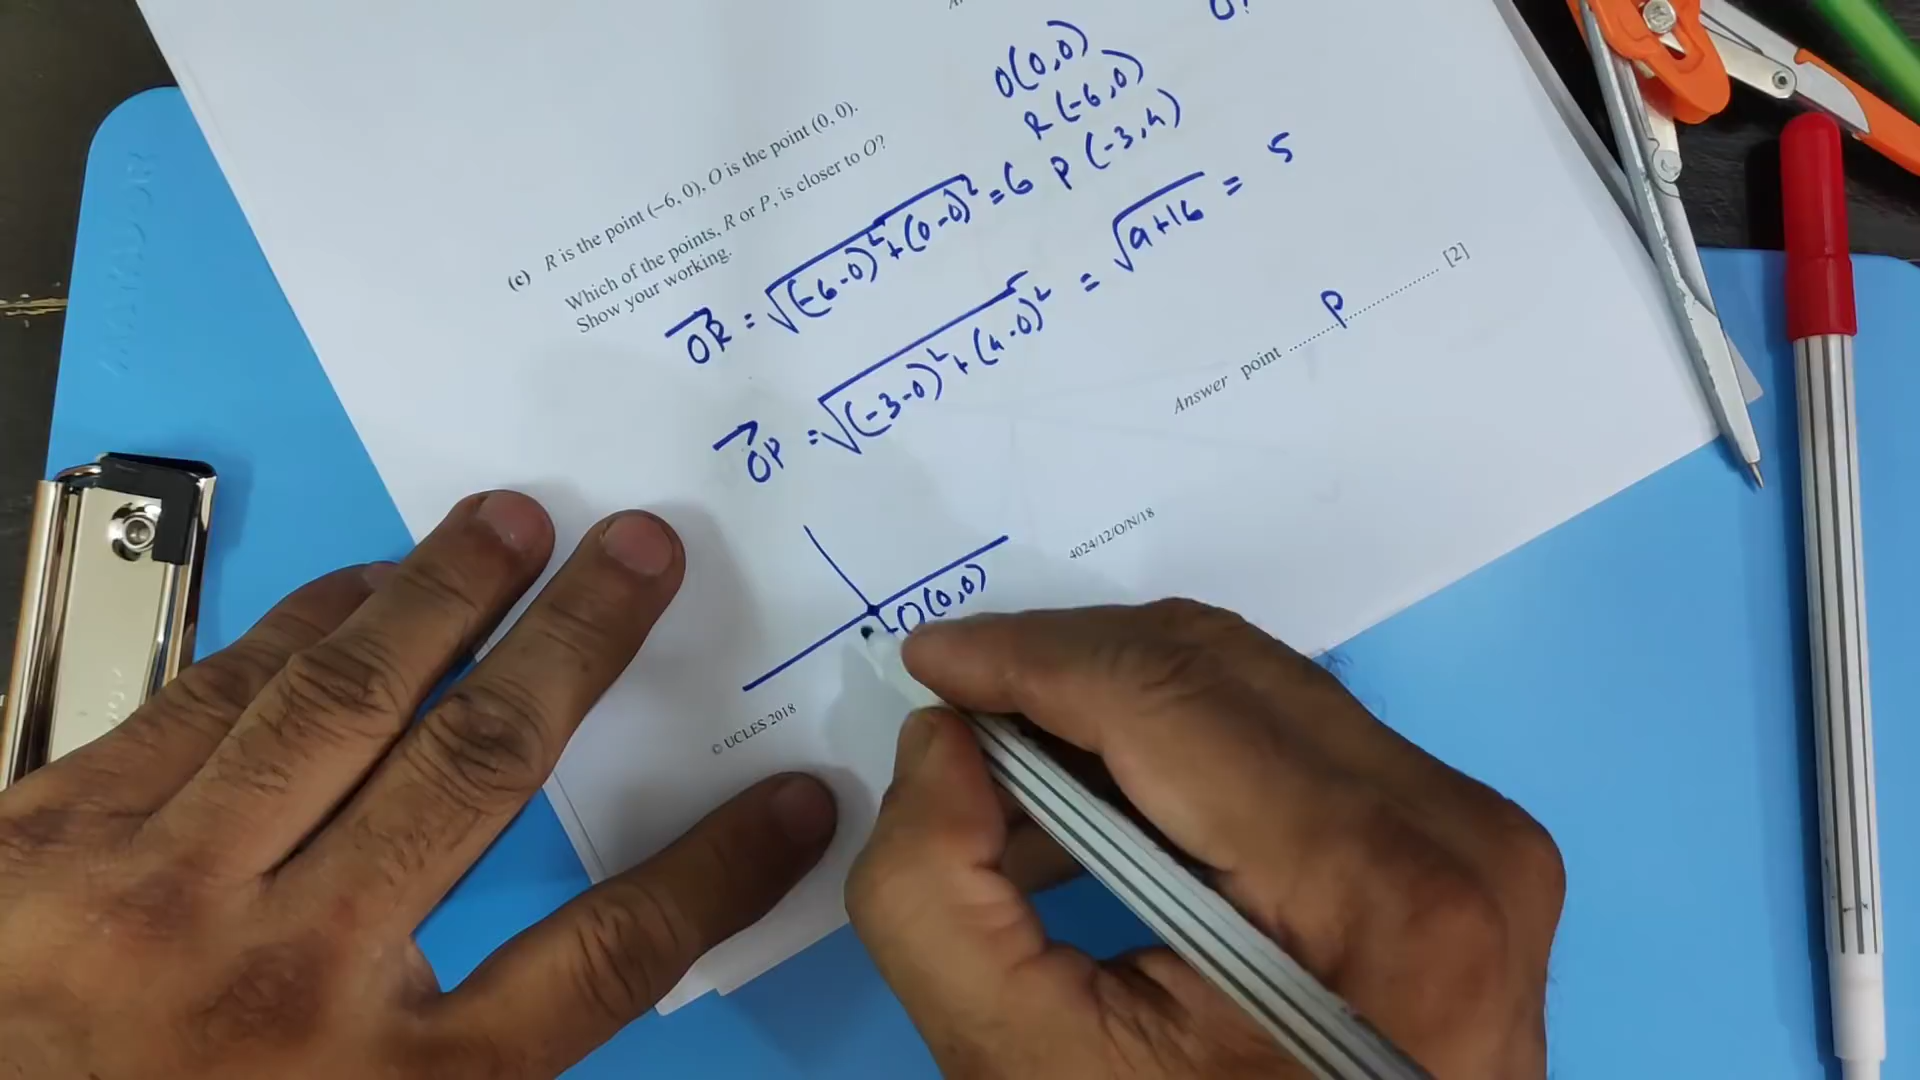 O(0,0)
R(-6,0)
P(-3,4)
(c) R is the point (−6, 0), O is the point (0, 0).
Which of the points, R or P, is closer to O?
Show your working.
OR = √(-6-0)²+(0-0)² = 6
OP = √(-3-0)²+(4-0)² = √9+16 = 5
Answer point P [2]
O(0,0)
© UCLES 2018
4024/12/O/N/18